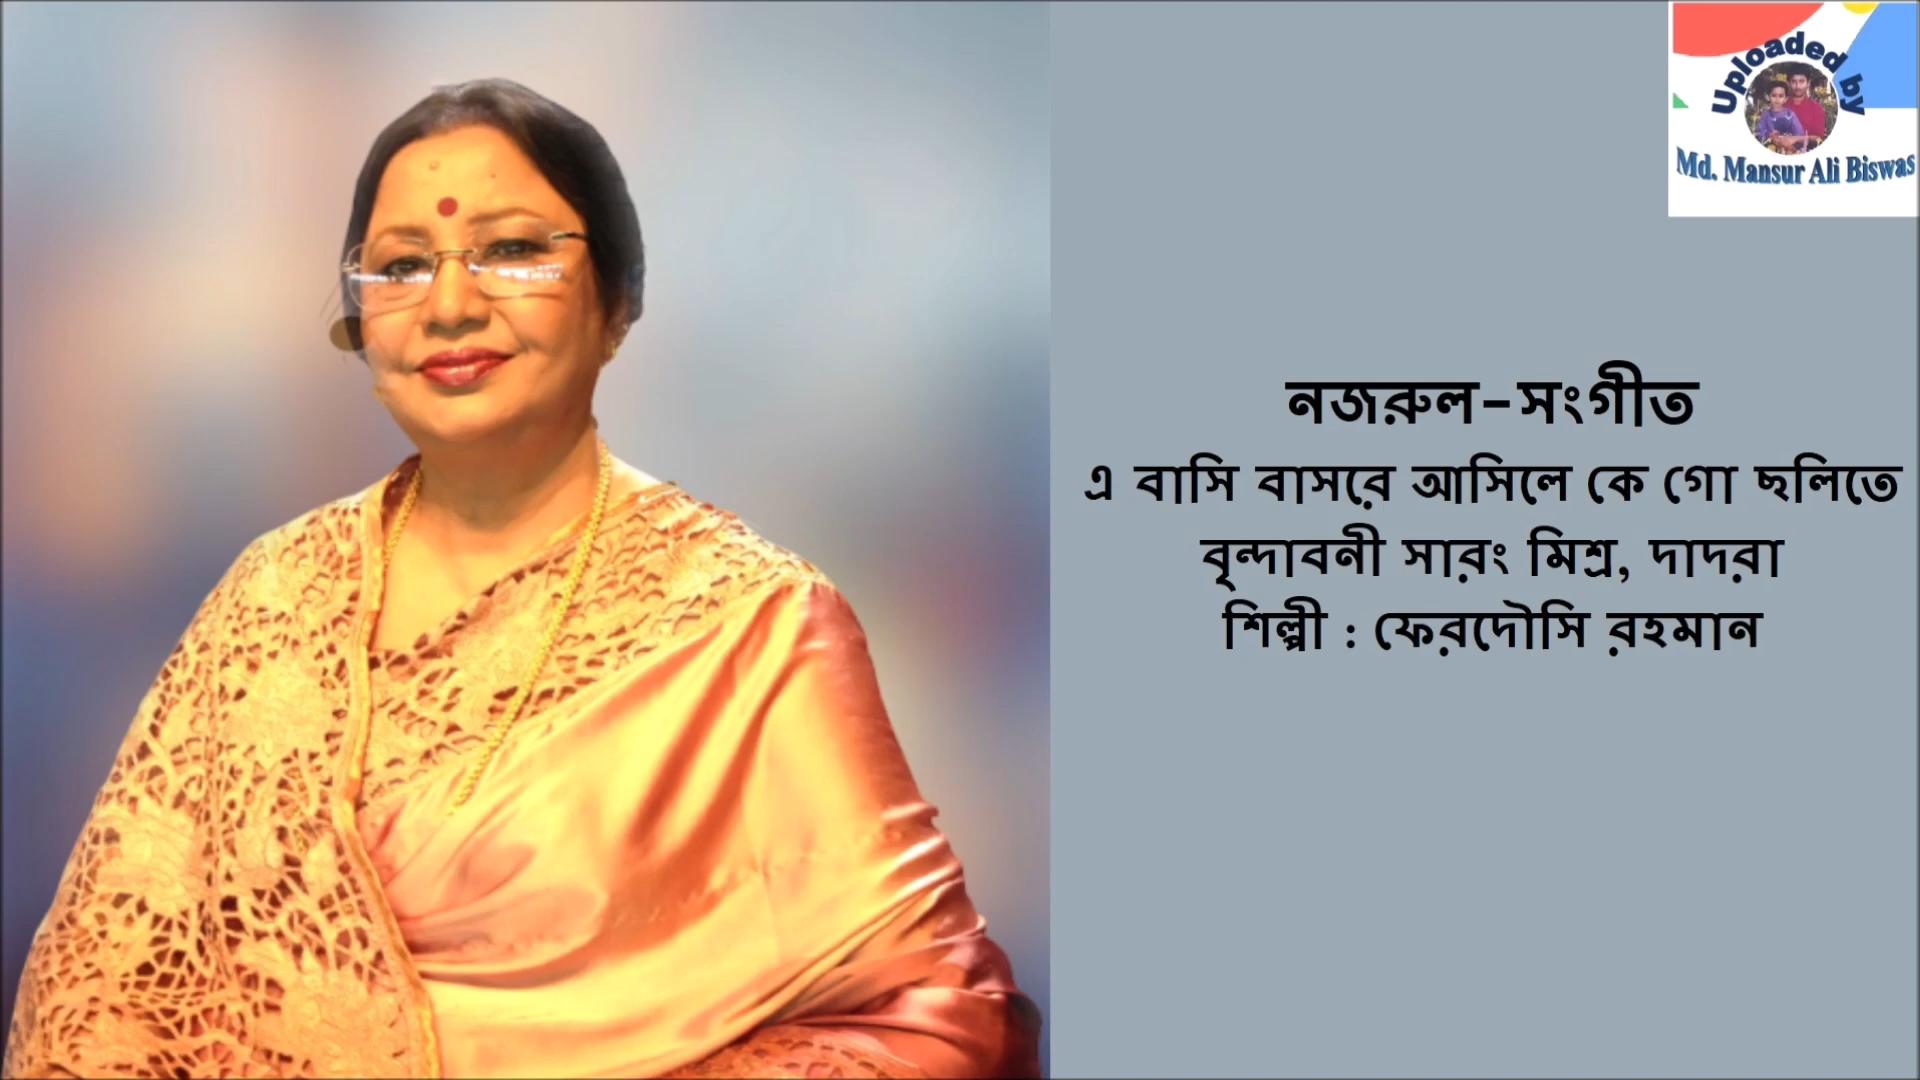 Uploaded by
Md. Mansur Ali Biswas
নজরুল-সংগীত
এ বাসি বাসরে আসিলে কে গো ছলিতে
বৃন্দাবনী সারং মিশ্র, দাদরা
শিল্পী : ফেরদৌসি রহমান